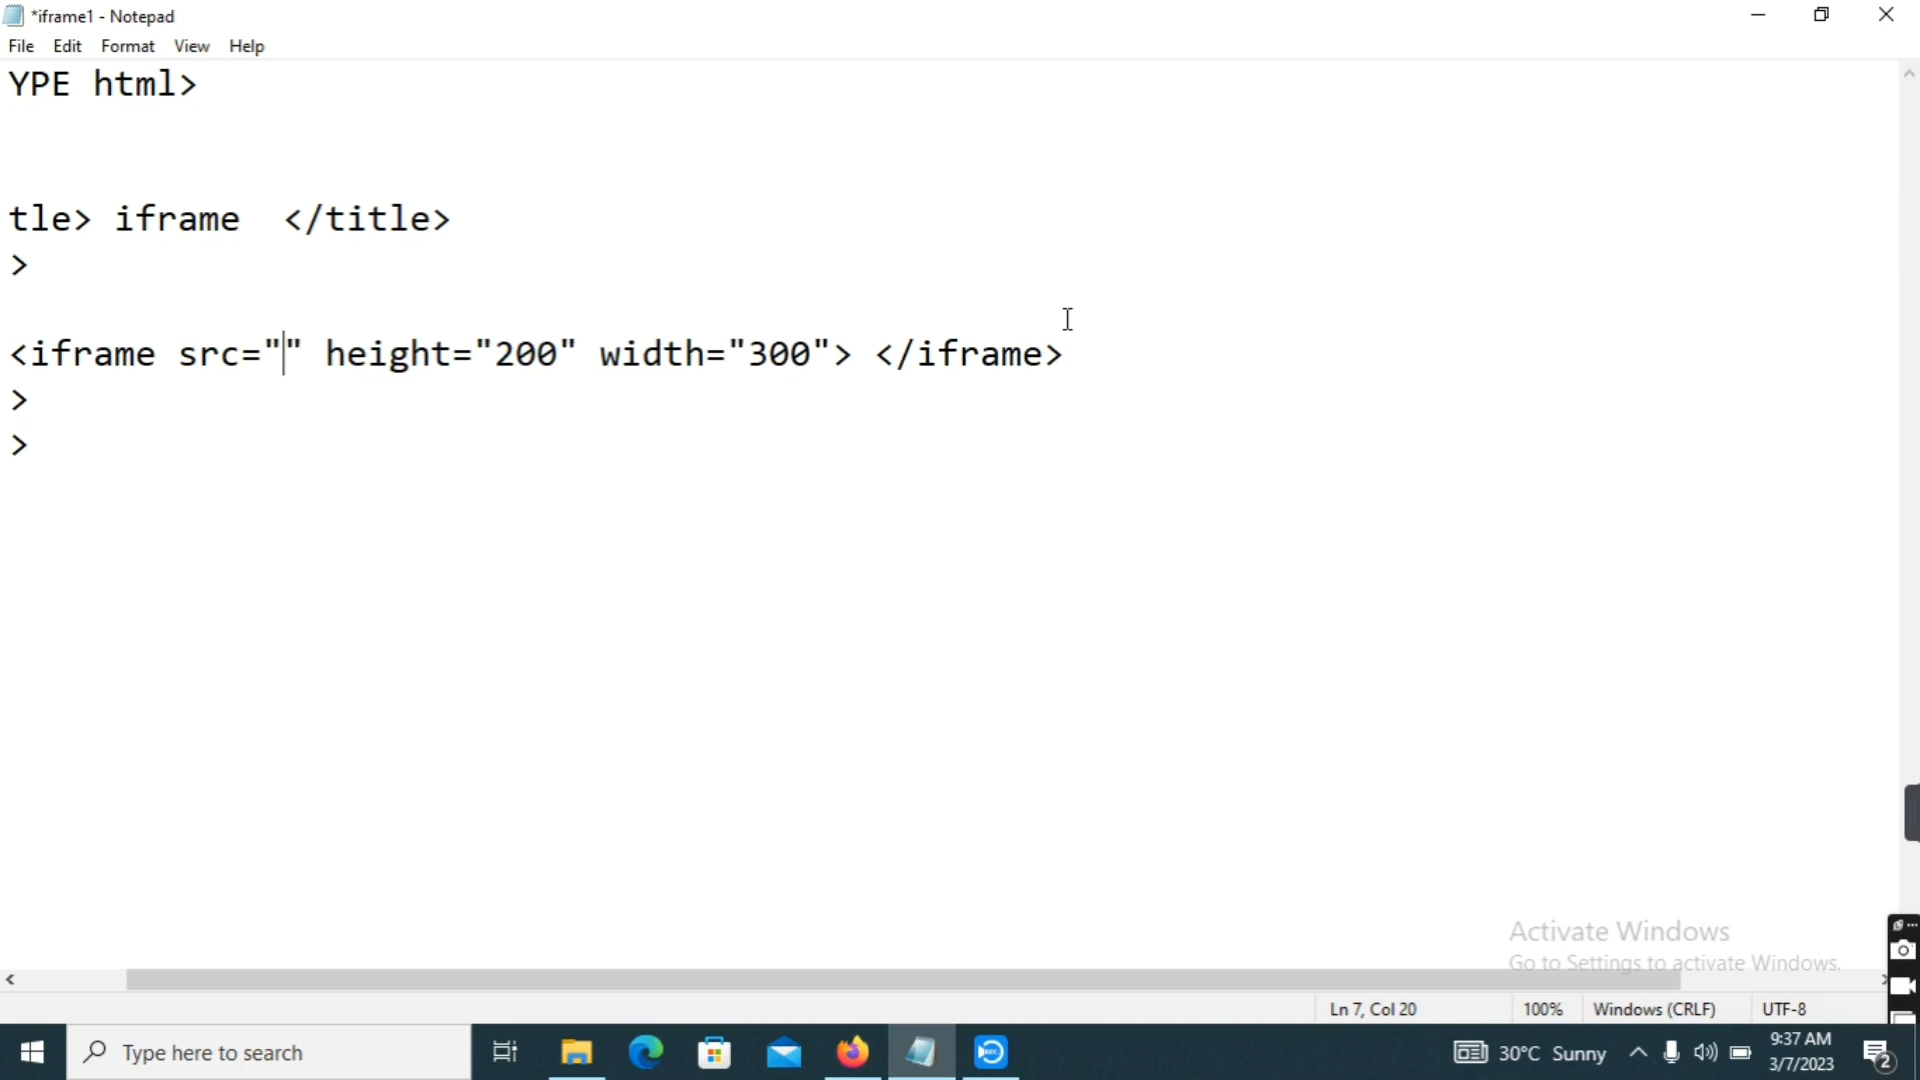 *iframe1 - Notepad
File Edit Format View Help
YPE html>
tle> iframe  </title>
>
<iframe src="" height="200" width="300"> </iframe>
>
>
Activate Windows
Go to Settings to activate Windows.
Ln 7, Col 20 100% Windows (CRLF) UTF-8
Type here to search
REC
30°C Sunny
9:37 AM
3/7/2023
2